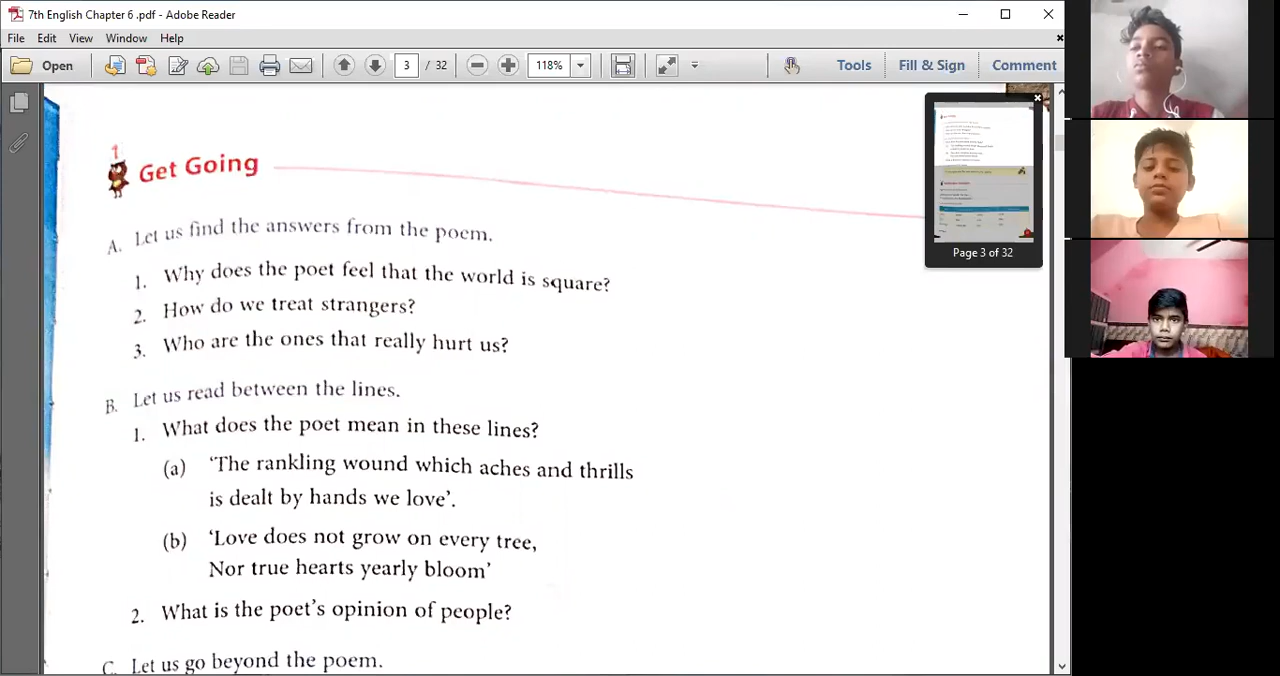 7th English Chapter 6 .pdf - Adobe Reader
File Edit View Window Help
Open 3 / 32 118% Tools Fill & Sign Comment
Get Going
A. Let us find the answers from the poem.
1. Why does the poet feel that the world is square?
2. How do we treat strangers?
3. Who are the ones that really hurt us?
B. Let us read between the lines.
1. What does the poet mean in these lines?
(a) ‘The rankling wound which aches and thrills
is dealt by hands we love’.
(b) ‘Love does not grow on every tree,
Nor true hearts yearly bloom’
2. What is the poet's opinion of people?
C. Let us go beyond the poem.
Page 3 of 32